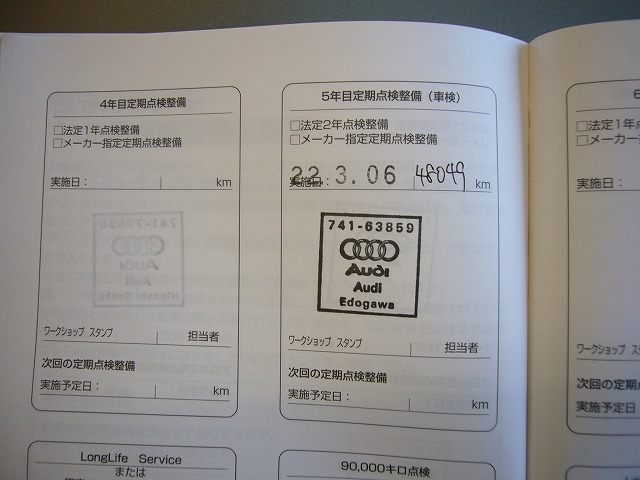 4年目定期点検整備
□法定1年点検整備
□メーカー指定定期点検整備
実施日： km
ワークショップ スタンプ 担当者
次回の定期点検整備
実施予定日： km
LongLife Service
または
5年目定期点検整備（車検）
□法定2年点検整備
□メーカー指定定期点検整備
実施日： 22 3.06 48049 km
741-63859
Audi
Audi
Edogawa
ワークショップ スタンプ 担当者
次回の定期点検整備
実施予定日： km
90,000キロ点検
6
□法定1年
□メーカー
実施日：
ワークショップ ス
次回の定期
実施予定日